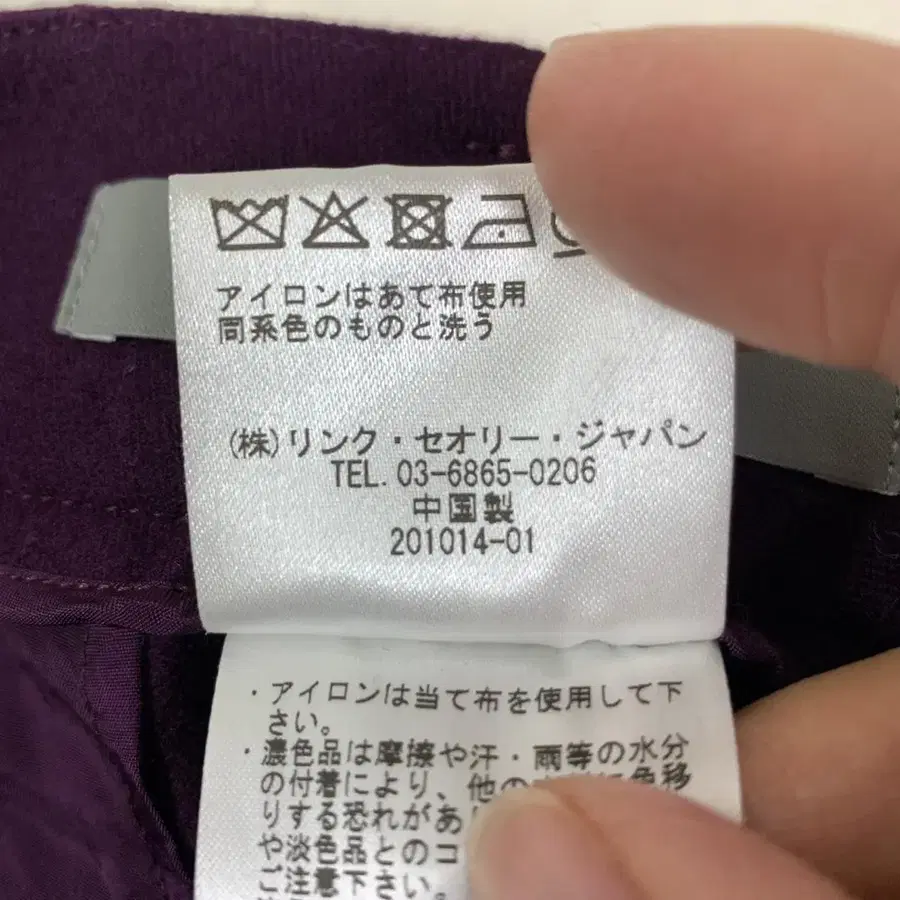 アイロンはあて布使用
同系色のものと洗う
(株)リンク・セオリー・ジャパン
TEL.03-6865-0206
中国製
201014-01
・アイロンは当て布を使用して下
さい。
・濃色品は摩擦や汗・雨等の水分
の付着により、他の に色移
りする恐れがあり
や淡色品とのコ
ご注意下さい。